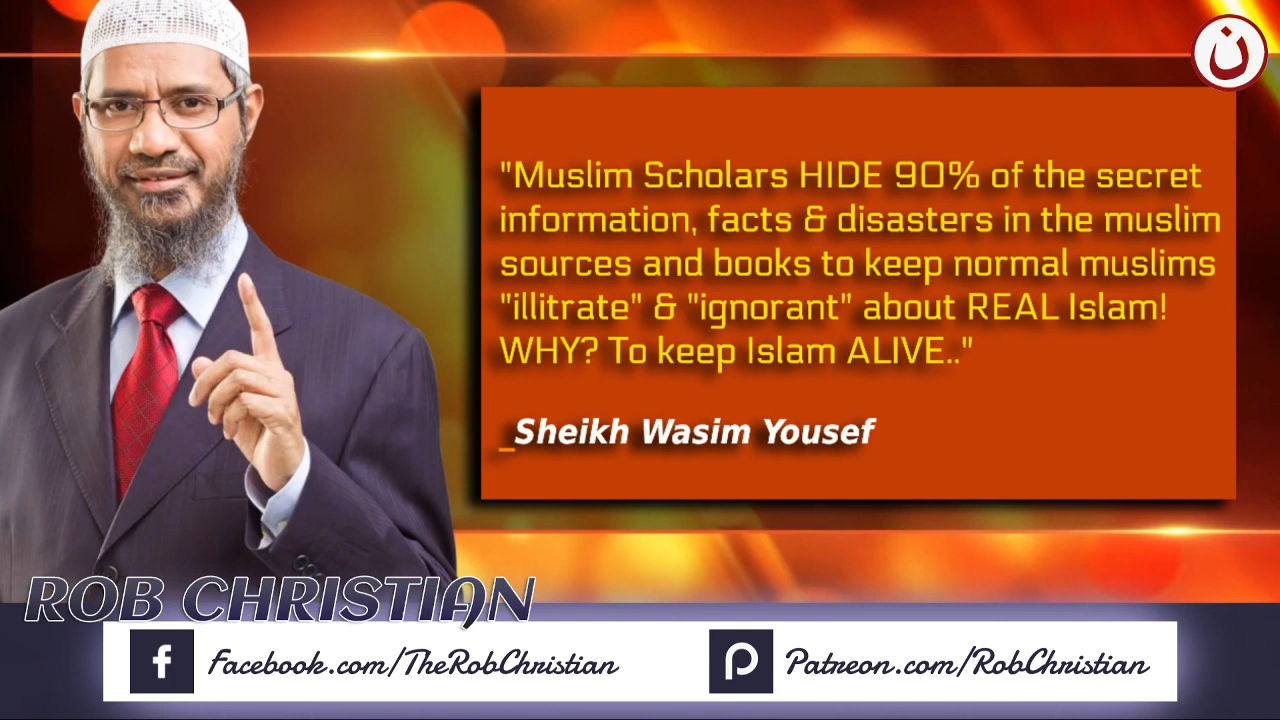 ن
"Muslim Scholars HIDE 90% of the secret
information, facts & disasters in the muslim
sources and books to keep normal muslims
"illitrate" & "ignorant" about REAL Islam!
WHY? To keep Islam ALIVE.."
_Sheikh Wasim Yousef
ROB CHRISTIAN
Facebook.com/TheRobChristian
Patreon.com/RobChristian